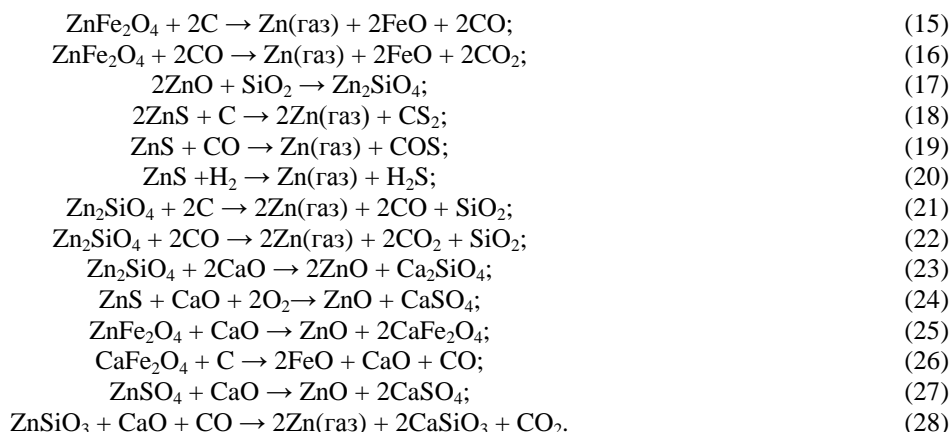 ZnFe₂O₄ + 2C → Zn(газ) + 2FeO + 2CO; (15)
ZnFe₂O₄ + 2CO → Zn(газ) + 2FeO + 2CO₂; (16)
2ZnO + SiO₂ → Zn₂SiO₄; (17)
2ZnS + C → 2Zn(газ) + CS₂; (18)
ZnS + CO → Zn(газ) + COS; (19)
ZnS +H₂ → Zn(газ) + H₂S; (20)
Zn₂SiO₄ + 2C → 2Zn(газ) + 2CO + SiO₂; (21)
Zn₂SiO₄ + 2CO → 2Zn(газ) + 2CO₂ + SiO₂; (22)
Zn₂SiO₄ + 2CaO → 2ZnO + Ca₂SiO₄; (23)
ZnS + CaO + 2O₂→ ZnO + CaSO₄; (24)
ZnFe₂O₄ + CaO → ZnO + 2CaFe₂O₄; (25)
CaFe₂O₄ + C → 2FeO + CaO + CO; (26)
ZnSO₄ + CaO → ZnO + 2CaSO₄; (27)
ZnSiO₃ + CaO + CO → 2Zn(газ) + 2CaSiO₃ + CO₂. (28)